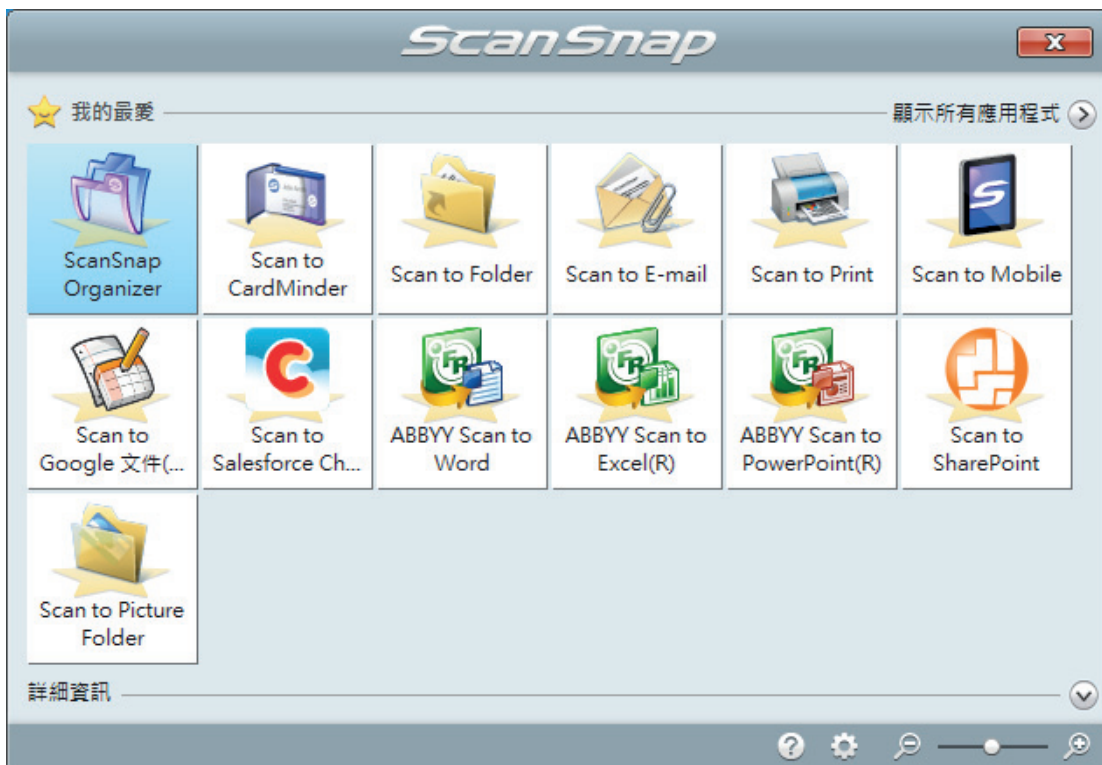 ScanSnap
我的最愛
顯示所有應用程式
ScanSnap
Organizer
Scan to
CardMinder
Scan to Folder
Scan to E-mail
Scan to Print
Scan to Mobile
Scan to
Google 文件(...
Scan to
Salesforce Ch...
ABBYY Scan to
Word
ABBYY Scan to
Excel(R)
ABBYY Scan to
PowerPoint(R)
Scan to
SharePoint
Scan to Picture
Folder
詳細資訊